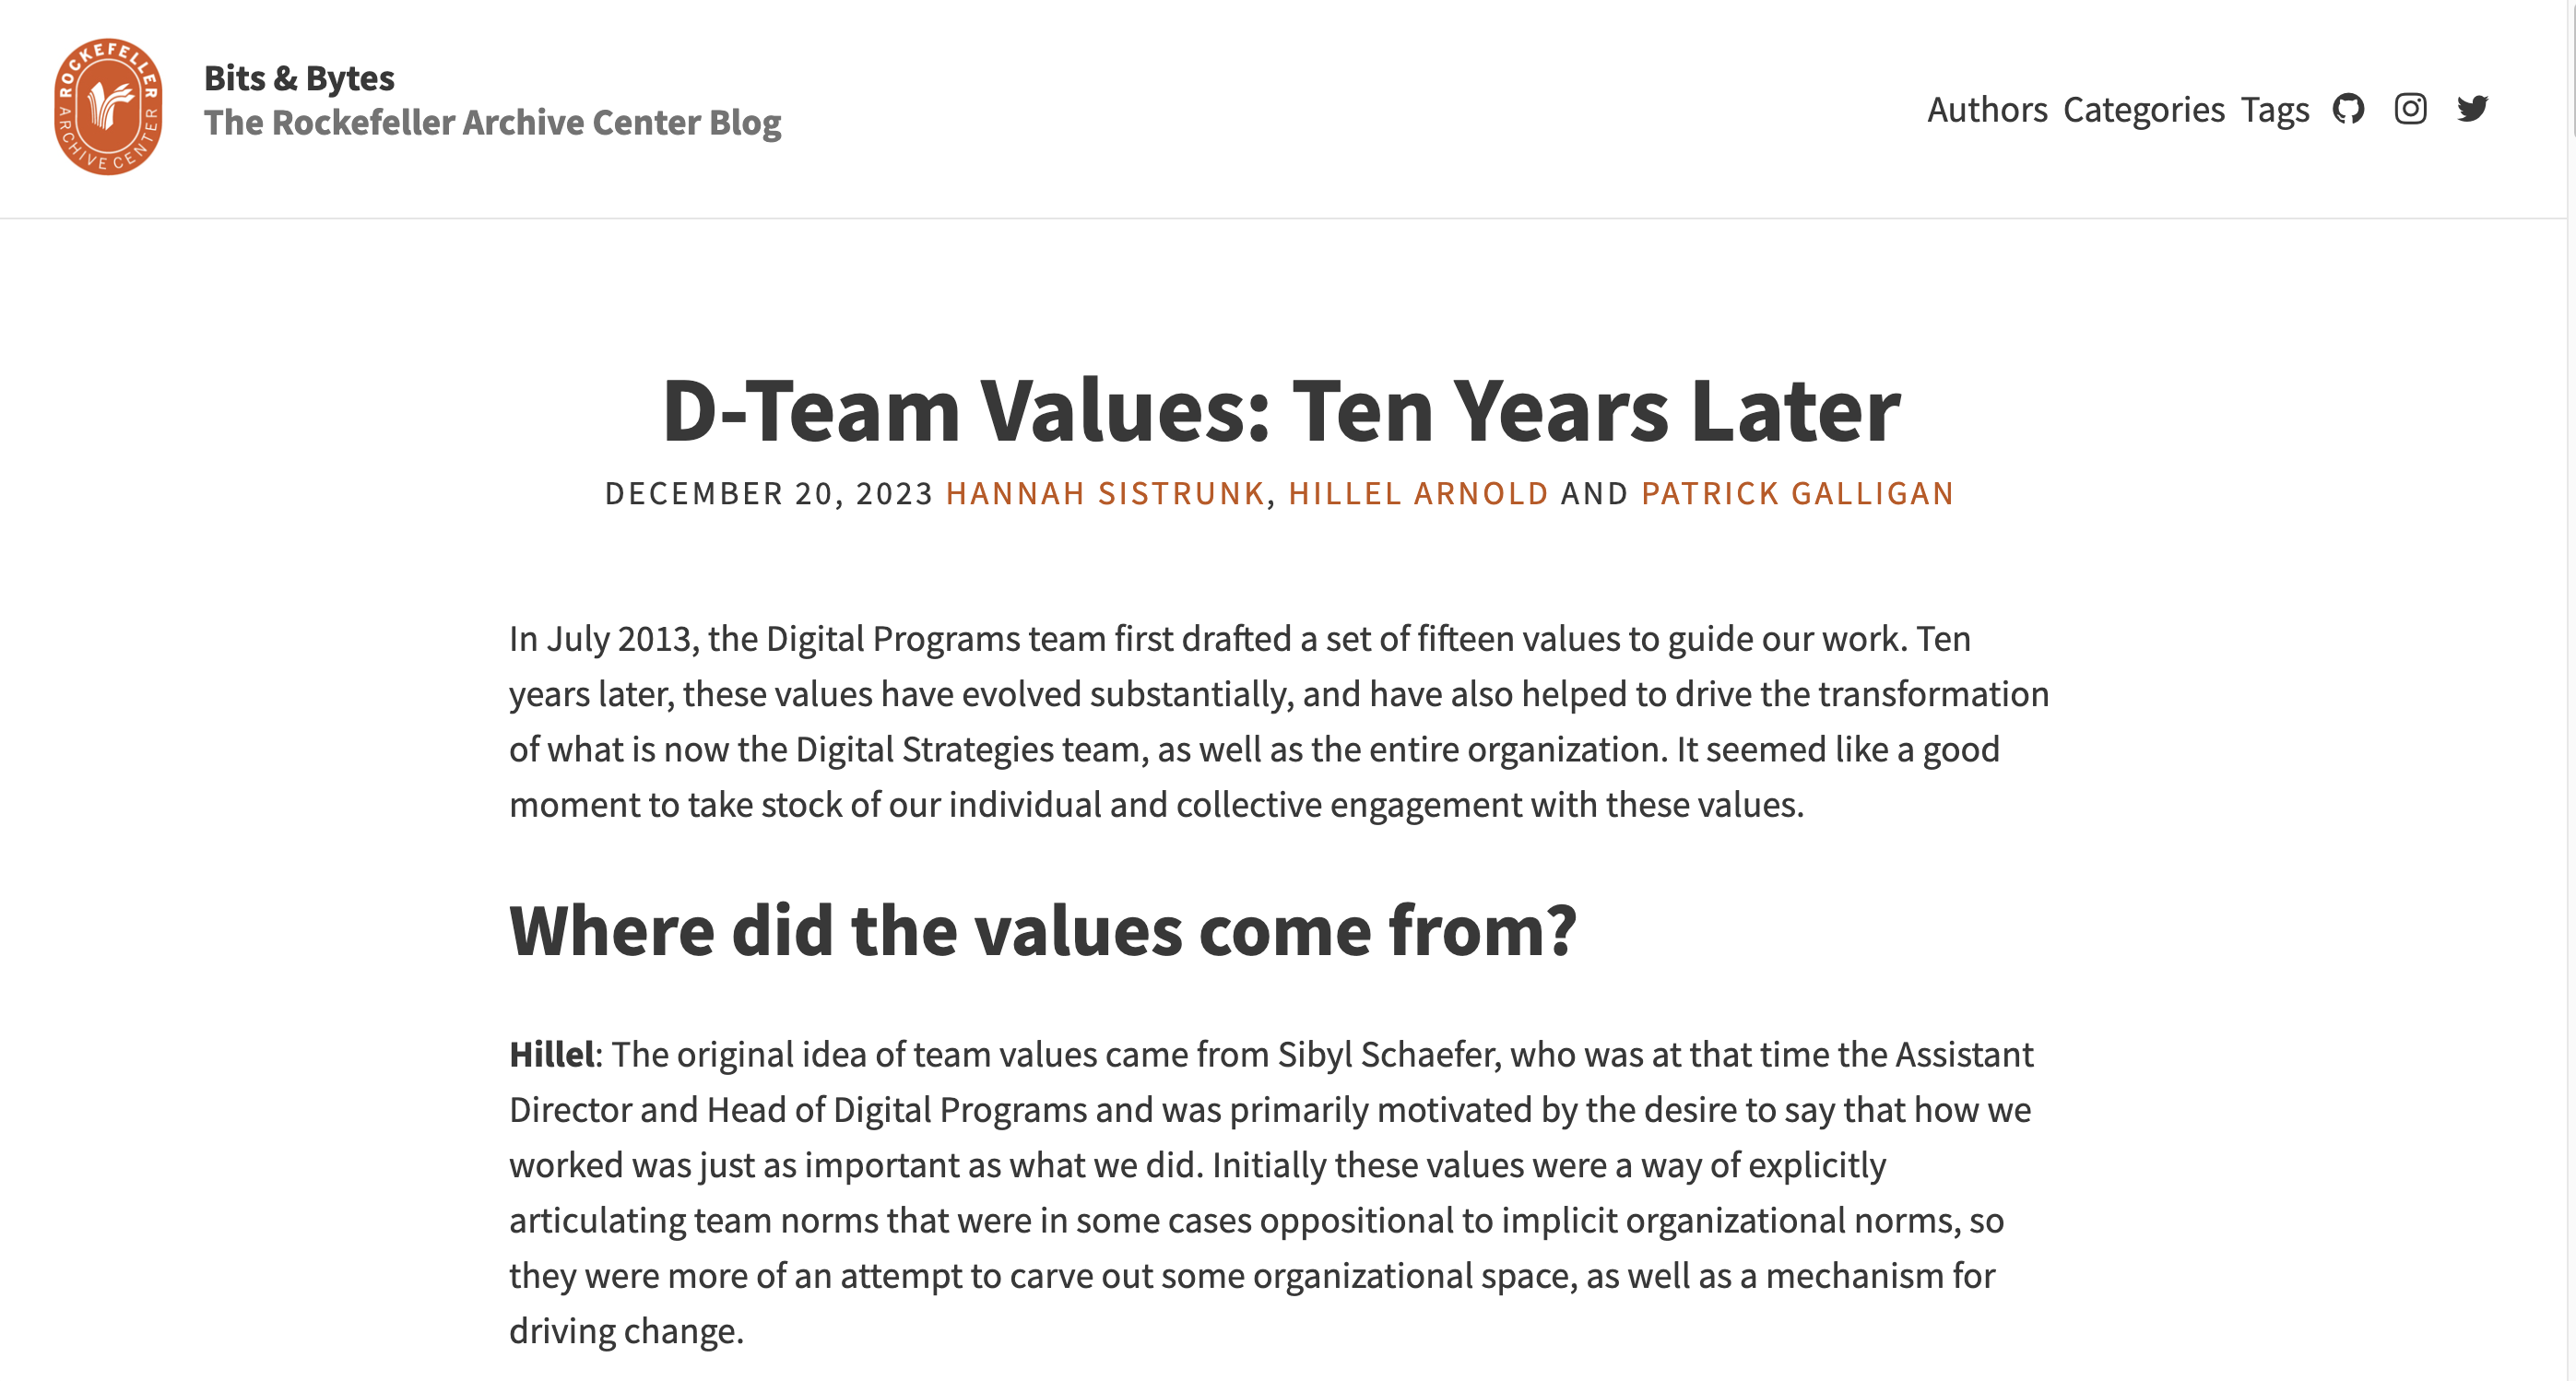 ROCKEFELLER
ARCHIVE CENTER
Bits & Bytes
The Rockefeller Archive Center Blog
Authors Categories Tags
D-Team Values: Ten Years Later
DECEMBER 20, 2023 HANNAH SISTRUNK, HILLEL ARNOLD AND PATRICK GALLIGAN
In July 2013, the Digital Programs team first drafted a set of fifteen values to guide our work. Ten
years later, these values have evolved substantially, and have also helped to drive the transformation
of what is now the Digital Strategies team, as well as the entire organization. It seemed like a good
moment to take stock of our individual and collective engagement with these values.
Where did the values come from?
Hillel: The original idea of team values came from Sibyl Schaefer, who was at that time the Assistant
Director and Head of Digital Programs and was primarily motivated by the desire to say that how we
worked was just as important as what we did. Initially these values were a way of explicitly
articulating team norms that were in some cases oppositional to implicit organizational norms, so
they were more of an attempt to carve out some organizational space, as well as a mechanism for
driving change.